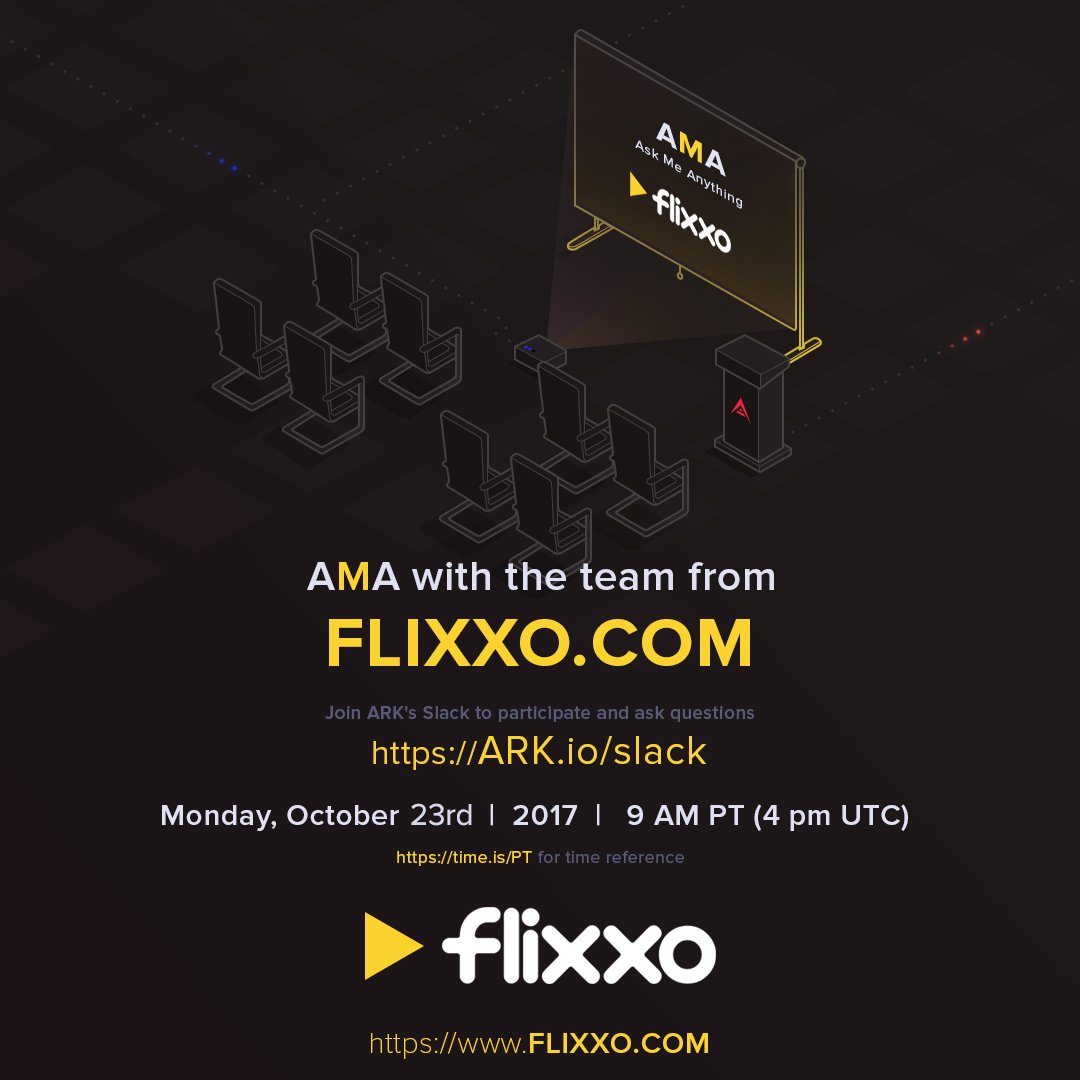 AMA
Ask Me Anything
flixxo
AMA with the team from
FLIXXO.COM
Join ARK's Slack to participate and ask questions
https://ARK.io/slack
Monday, October 23rd | 2017 | 9 AM PT (4 pm UTC)
https://time.is/PT for time reference
flixxo
https://www.FLIXXO.COM